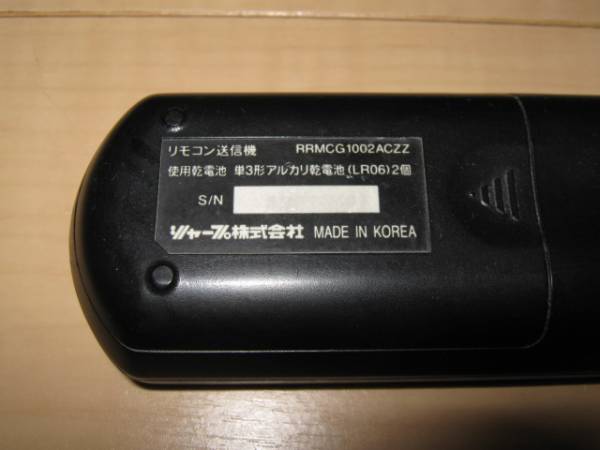 リモコン送信機 RRMCG1002ACZZ
使用乾電池 単3形アルカリ乾電池(LR06)2個
S/N
シャープ株式会社 MADE IN KOREA